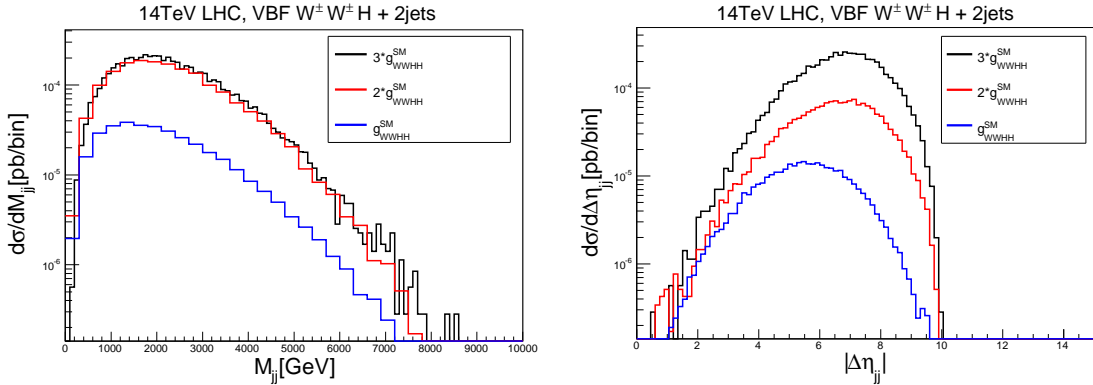 14TeV LHC, VBF W± W± H + 2jets
dσ/dM_jj[pb/bin]
10⁻⁴
10⁻⁵
10⁻⁶
3*g^SM_WWHH
2*g^SM_WWHH
g^SM_WWHH
0 1000 2000 3000 4000 5000 6000 7000 8000 9000 10000
M_jj[GeV]
14TeV LHC, VBF W± W± H + 2jets
dσ/dΔη_jj[pb/bin]
10⁻⁴
10⁻⁵
10⁻⁶
3*g^SM_WWHH
2*g^SM_WWHH
g^SM_WWHH
0 2 4 6 8 10 12 14
|Δη_jj|